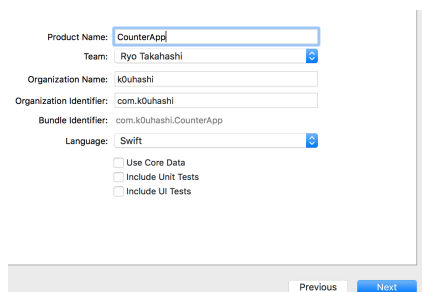 Product Name: CounterApp
Team: Ryo Takahashi
Organization Name: k0uhashi
Organization Identifier: com.k0uhashi
Bundle Identifier: com.k0uhashi.CounterApp
Language: Swift
Use Core Data
Include Unit Tests
Include UI Tests
Previous Next